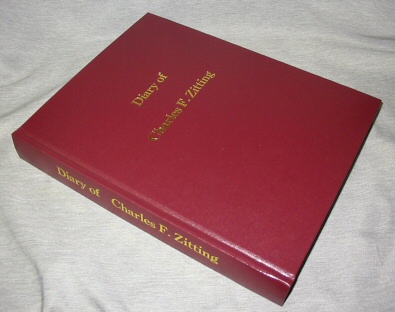 Diary of
Charles F. Zitting
Diary of Charles F. Zitting